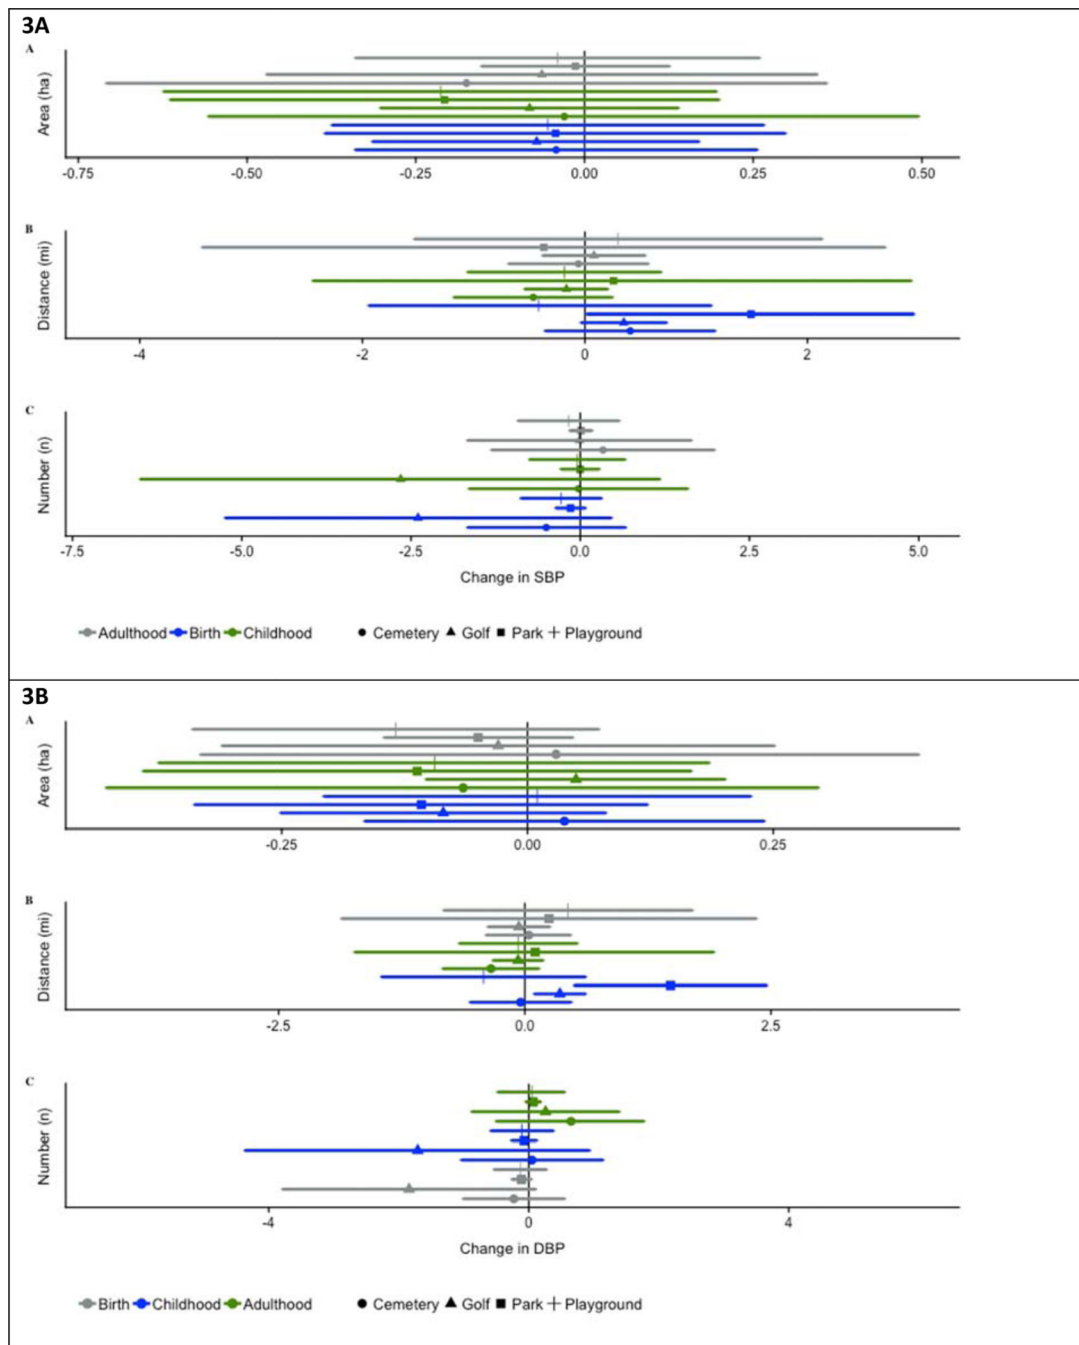 3A
A
Area (ha)
-0.75 -0.50 -0.25 0.00 0.25 0.50
B
Distance (mi)
-4 -2 0 2
C
Number (n)
-7.5 -5.0 -2.5 0.0 2.5 5.0
Change in SBP
Adulthood Birth Childhood Cemetery Golf Park Playground
3B
A
Area (ha)
-0.25 0.00 0.25
B
Distance (mi)
-2.5 0.0 2.5
C
Number (n)
-4 0 4
Change in DBP
Birth Childhood Adulthood Cemetery Golf Park Playground